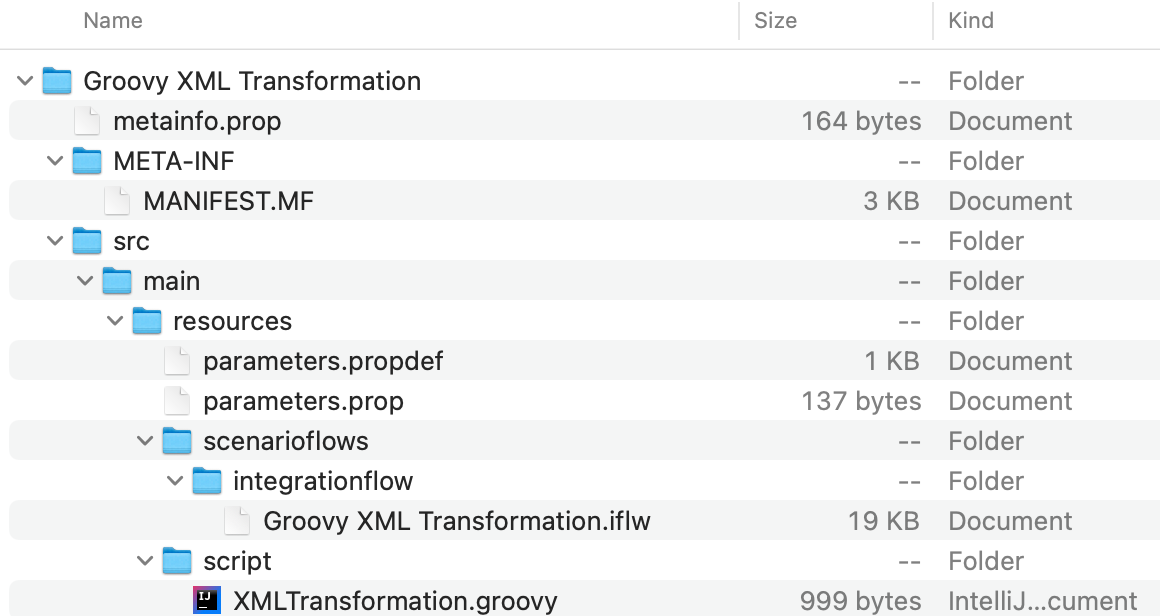 Name Size Kind
Groovy XML Transformation -- Folder
metainfo.prop 164 bytes Document
META-INF -- Folder
MANIFEST.MF 3 KB Document
src -- Folder
main -- Folder
resources -- Folder
parameters.propdef 1 KB Document
parameters.prop 137 bytes Document
scenarioflows -- Folder
integrationflow -- Folder
Groovy XML Transformation.iflw 19 KB Document
script -- Folder
IJ XMLTransformation.groovy 999 bytes IntelliJ...cument